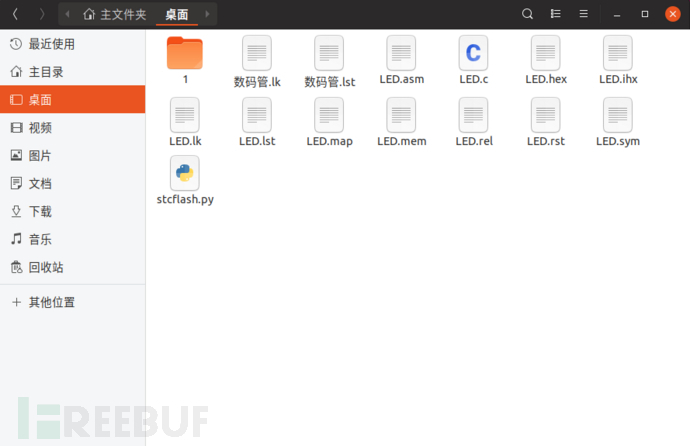 主文件夹 桌面
最近使用
主目录
桌面
视频
图片
文档
下载
音乐
回收站
其他位置
1 数码管.lk 数码管.lst LED.asm LED.c LED.hex LED.ihx
LED.lk LED.lst LED.map LED.mem LED.rel LED.rst LED.sym
stcflash.py
FREEBUF